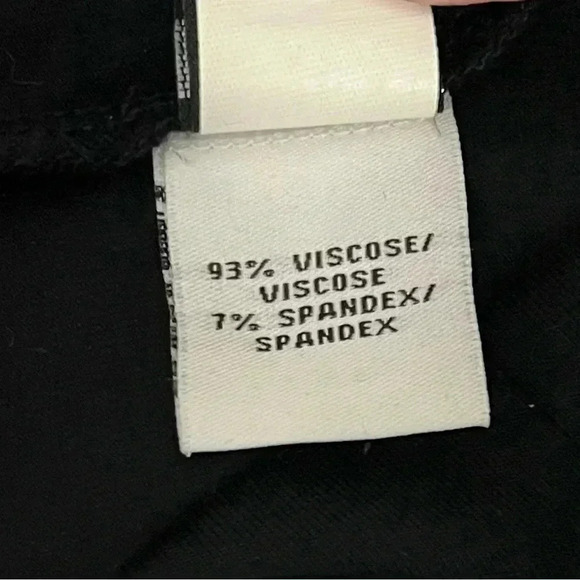 93% VISCOSE/
VISCOSE
7% SPANDEX/
SPANDEX